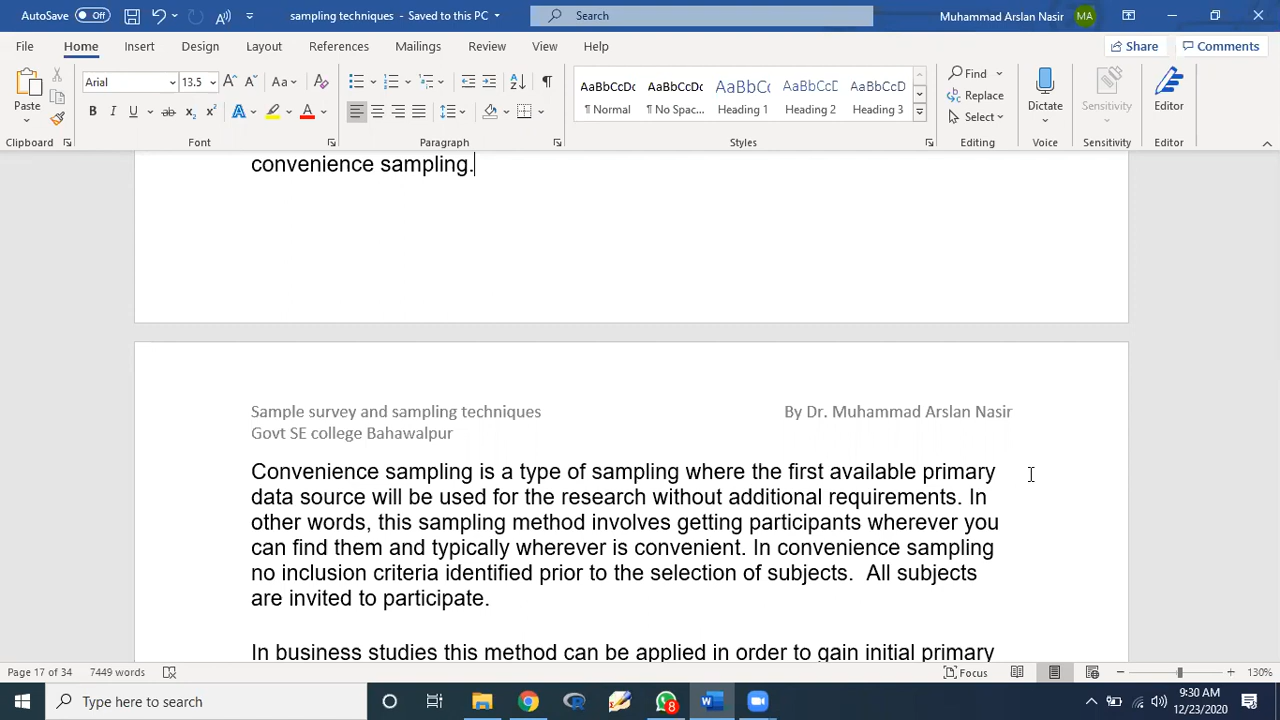 AutoSave Off sampling techniques - Saved to this PC Search Muhammad Arslan Nasir MA
File Home Insert Design Layout References Mailings Review View Help Share Comments
Arial 13.5 Aa
AaBbCcDc AaBbCcDc AaBbCc AaBbCcD AaBbCcD
Find
Replace
Select
Paste
B I U ab x₂ x² A A
¶ Normal ¶ No Spac... Heading 1 Heading 2 Heading 3
Dictate Sensitivity Editor
Clipboard Font Paragraph Styles Editing Voice Sensitivity Editor
convenience sampling.
Sample survey and sampling techniques By Dr. Muhammad Arslan Nasir
Govt SE college Bahawalpur
Convenience sampling is a type of sampling where the first available primary
data source will be used for the research without additional requirements. In
other words, this sampling method involves getting participants wherever you
can find them and typically wherever is convenient. In convenience sampling
no inclusion criteria identified prior to the selection of subjects.  All subjects
are invited to participate.
In business studies this method can be applied in order to gain initial primary
Page 17 of 34 7449 words Focus 130%
Type here to search 8 9:30 AM
12/23/2020